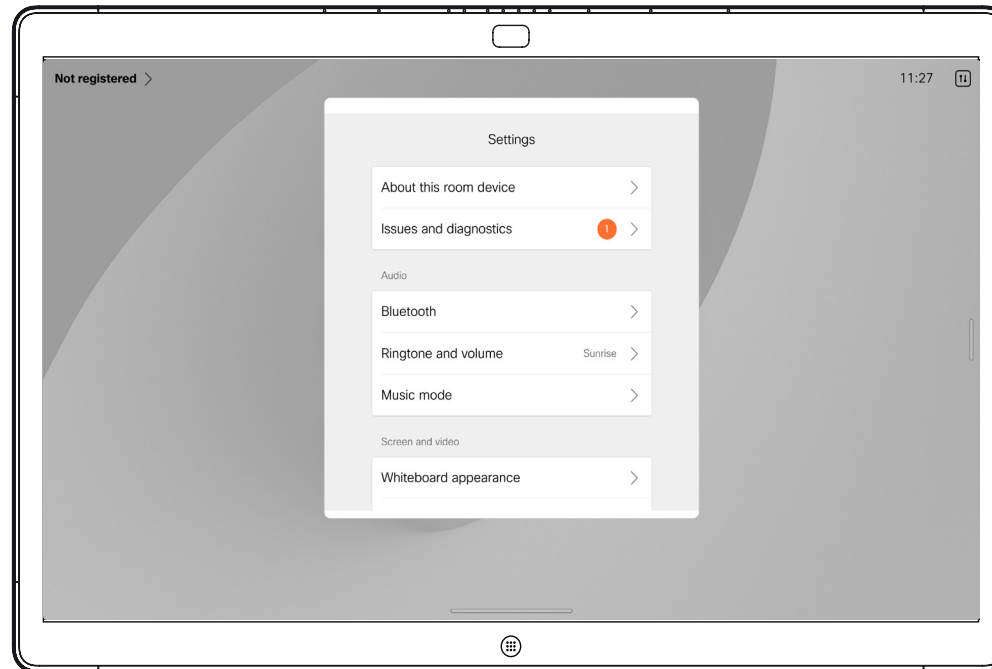 Not registered
11:27
Settings
About this room device
Issues and diagnostics 1
Audio
Bluetooth
Ringtone and volume Sunrise
Music mode
Screen and video
Whiteboard appearance